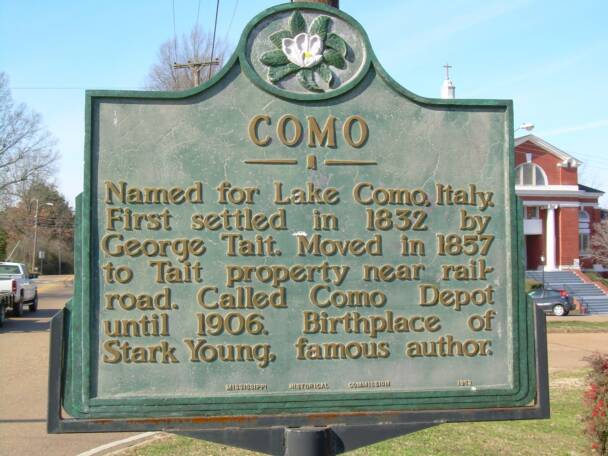 COMO
Named for Lake Como, Italy.
First settled in 1832 by
George Tait. Moved in 1857
to Tait property near rail-
road. Called Como Depot
until 1906. Birthplace of
Stark Young, famous author.
MISSISSIPPI HISTORICAL COMMISSION